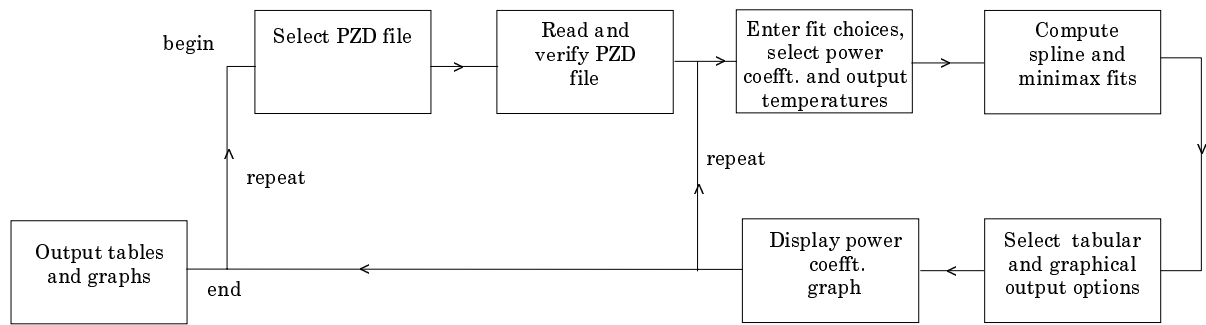 begin
Select PZD file
Read and
verify PZD
file
Enter fit choices,
select power
coefft. and output
temperatures
Compute
spline and
minimax fits
repeat
repeat
Output tables
and graphs
end
Display power
coefft.
graph
Select tabular
and graphical
output options